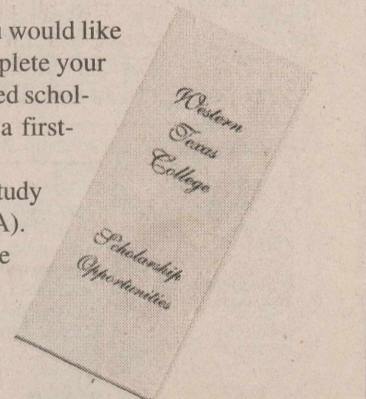 would like
plete your
ed schol-
a first-
tudy
A).
e
Western
Texas
College
Scholarship
Opportunities